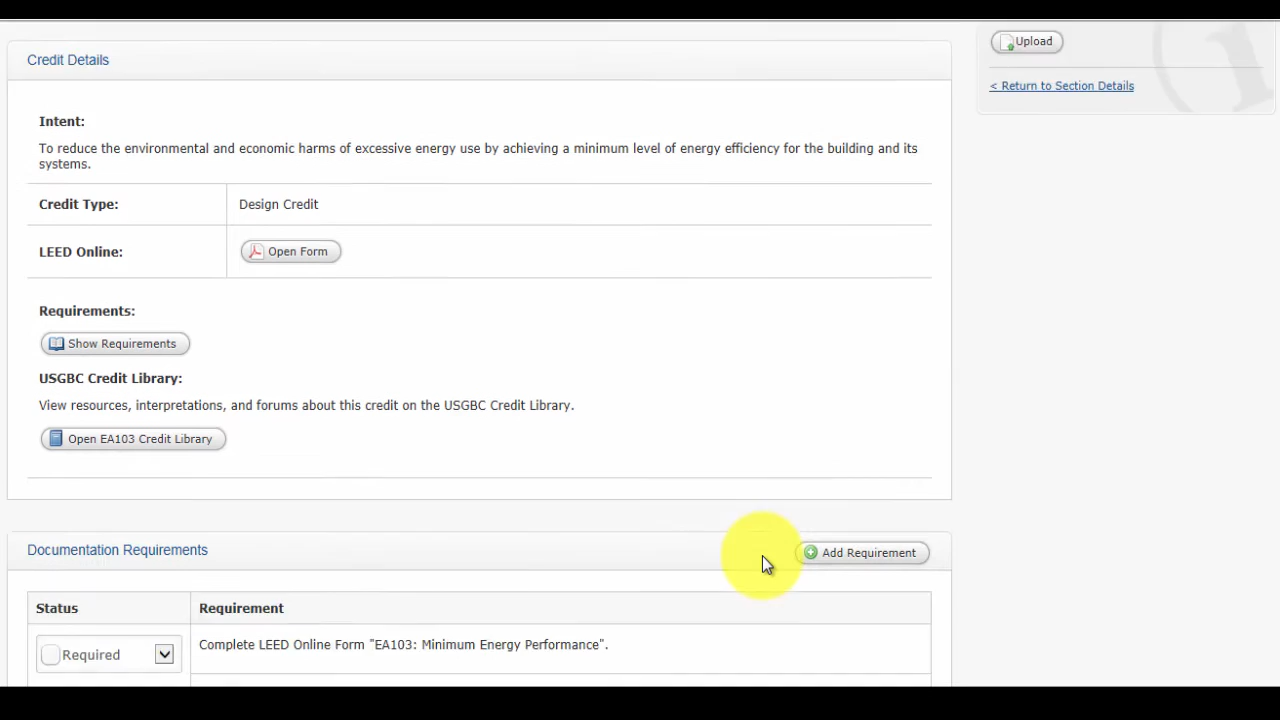 Upload
< Return to Section Details
Credit Details
Intent:
To reduce the environmental and economic harms of excessive energy use by achieving a minimum level of energy efficiency for the building and its
systems.
Credit Type:
Design Credit
LEED Online:
Open Form
Requirements:
Show Requirements
USGBC Credit Library:
View resources, interpretations, and forums about this credit on the USGBC Credit Library.
Open EA103 Credit Library
Documentation Requirements
Add Requirement
Status
Requirement
Required
Complete LEED Online Form "EA103: Minimum Energy Performance".